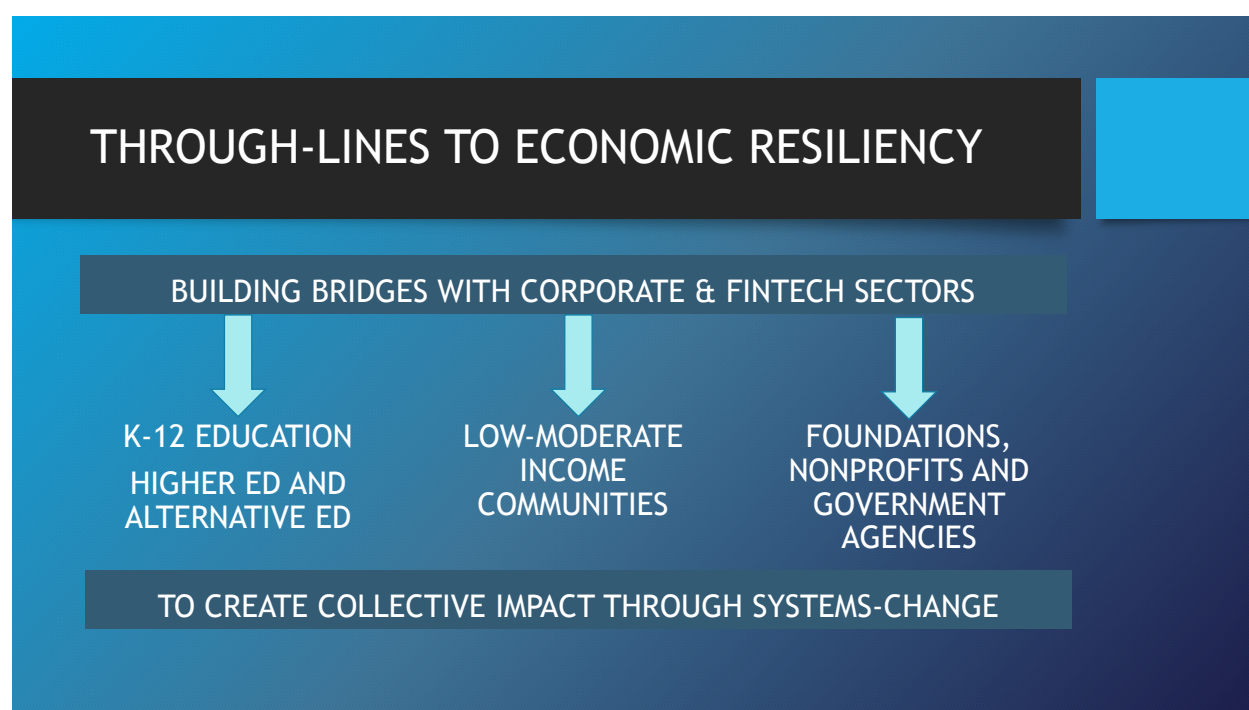 THROUGH-LINES TO ECONOMIC RESILIENCY
BUILDING BRIDGES WITH CORPORATE & FINTECH SECTORS
K-12 EDUCATION
HIGHER ED AND
ALTERNATIVE ED
LOW-MODERATE
INCOME
COMMUNITIES
FOUNDATIONS,
NONPROFITS AND
GOVERNMENT
AGENCIES
TO CREATE COLLECTIVE IMPACT THROUGH SYSTEMS-CHANGE